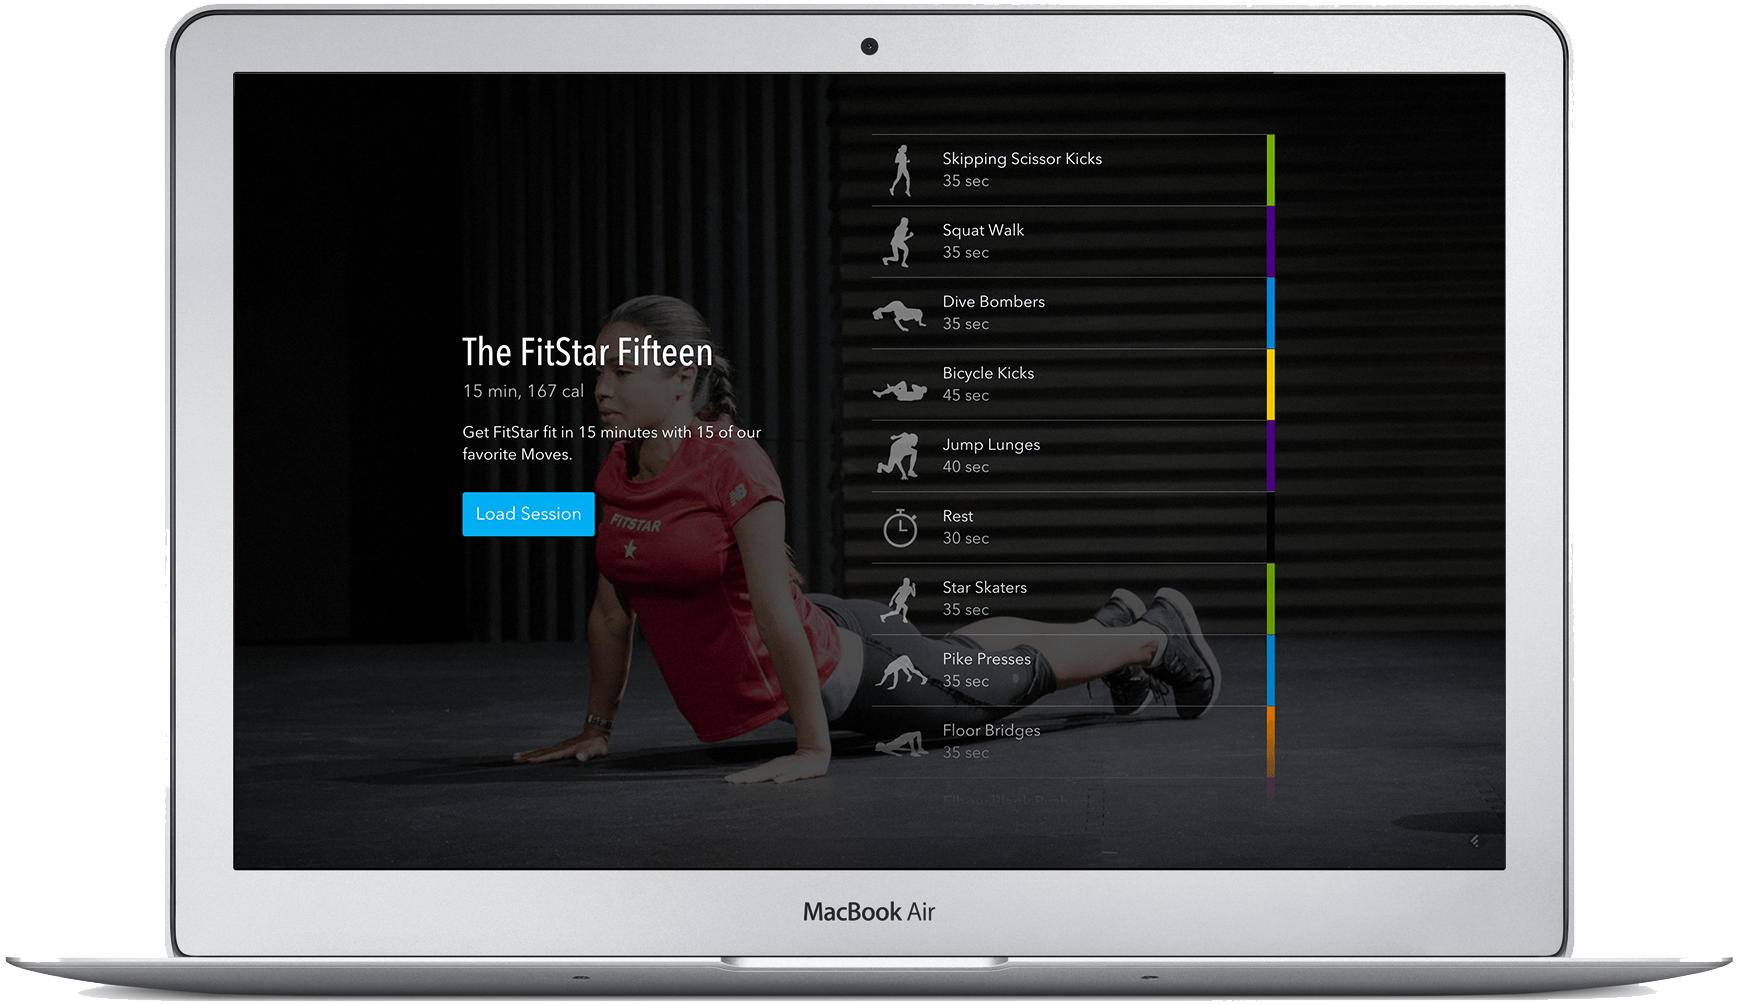 The FitStar Fifteen
15 min, 167 cal
Get FitStar fit in 15 minutes with 15 of our
favorite Moves.
Load Session
FITSTAR
Skipping Scissor Kicks
35 sec
Squat Walk
35 sec
Dive Bombers
35 sec
Bicycle Kicks
45 sec
Jump Lunges
40 sec
Rest
30 sec
Star Skaters
35 sec
Pike Presses
35 sec
Floor Bridges
35 sec
MacBook Air